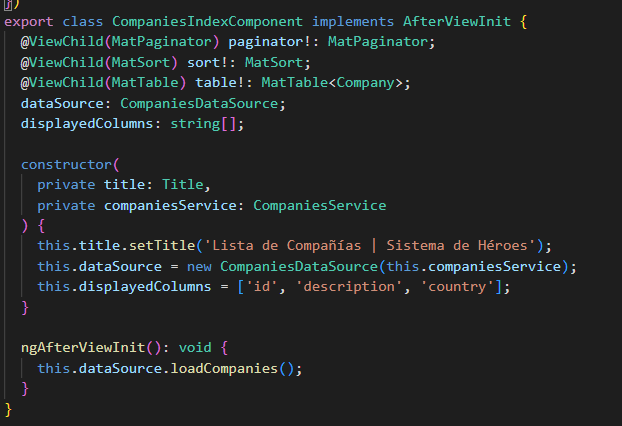 })
export class CompaniesIndexComponent implements AfterViewInit {
  @ViewChild(MatPaginator) paginator!: MatPaginator;
  @ViewChild(MatSort) sort!: MatSort;
  @ViewChild(MatTable) table!: MatTable<Company>;
  dataSource: CompaniesDataSource;
  displayedColumns: string[];

  constructor(
    private title: Title,
    private companiesService: CompaniesService
  ) {
    this.title.setTitle('Lista de Compañías | Sistema de Héroes');
    this.dataSource = new CompaniesDataSource(this.companiesService);
    this.displayedColumns = ['id', 'description', 'country'];
  }

  ngAfterViewInit(): void {
    this.dataSource.loadCompanies();
  }
}